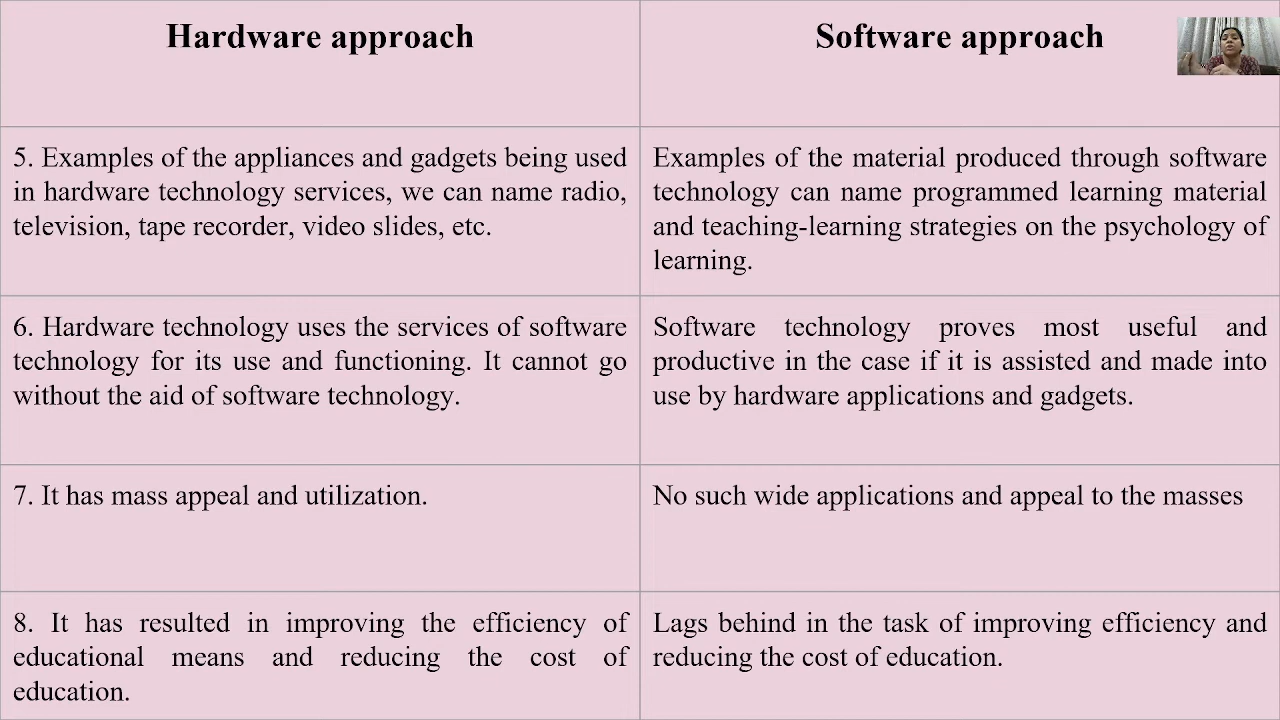 Hardware approach
Software approach
5. Examples of the appliances and gadgets being used
in hardware technology services, we can name radio,
television, tape recorder, video slides, etc.
Examples of the material produced through software
technology can name programmed learning material
and teaching-learning strategies on the psychology of
learning.
6. Hardware technology uses the services of software
technology for its use and functioning. It cannot go
without the aid of software technology.
Software technology proves most useful and
productive in the case if it is assisted and made into
use by hardware applications and gadgets.
7. It has mass appeal and utilization.
No such wide applications and appeal to the masses
8. It has resulted in improving the efficiency of
educational means and reducing the cost of
education.
Lags behind in the task of improving efficiency and
reducing the cost of education.